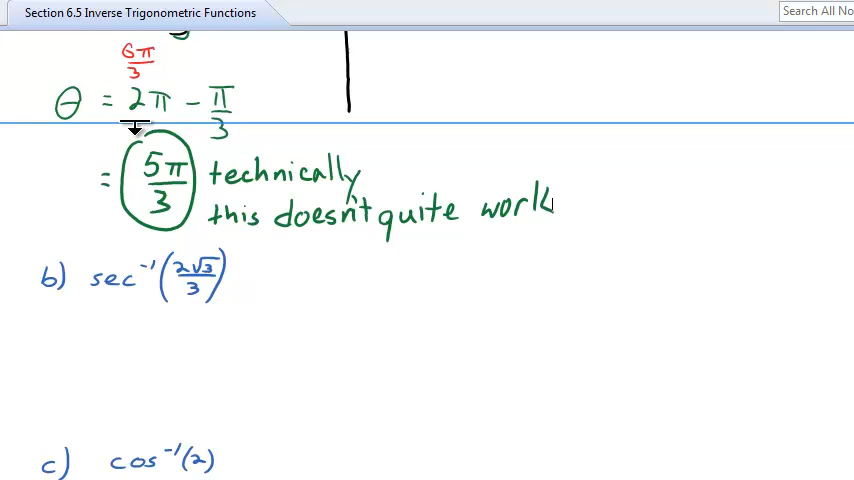 Section 6.5 Inverse Trigonometric Functions
Search All No
6π/3
θ = 2π - π/3
= 5π/3 technically
this doesn't quite work
b) sec⁻¹(2√3/3)
c) cos⁻¹(2)